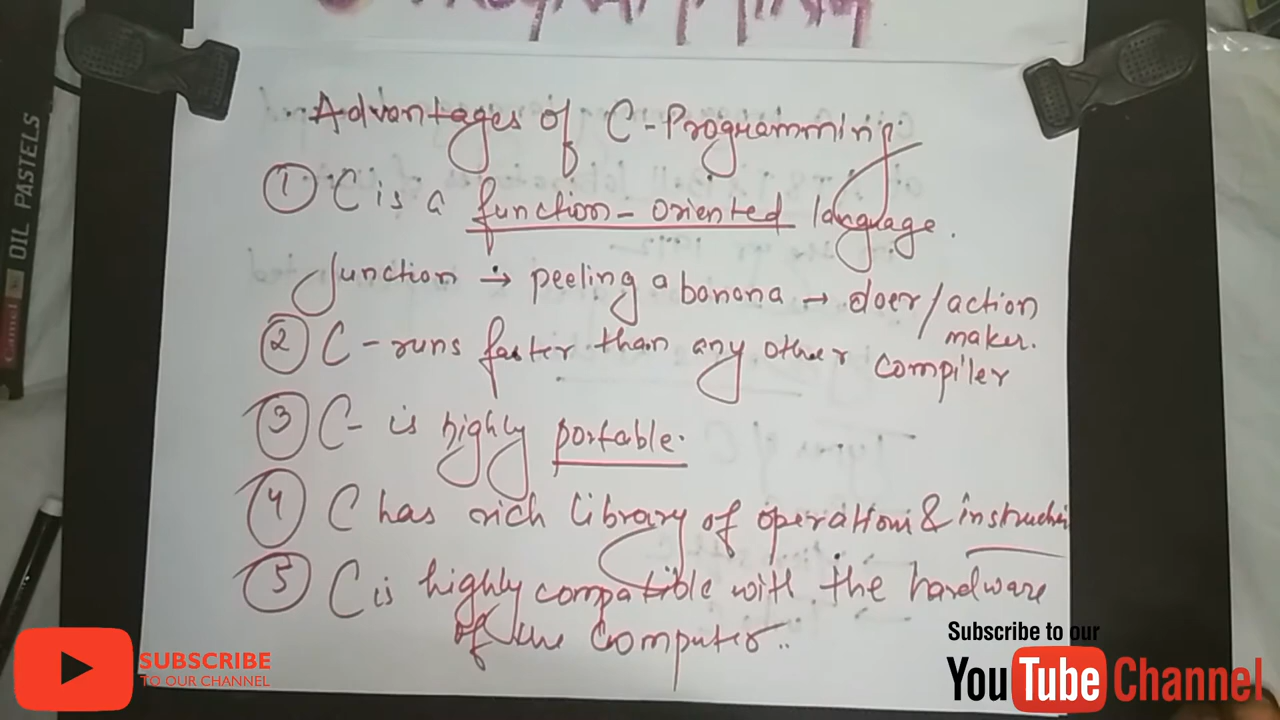 Advantages of C-Programming
① C is a function-oriented language.
function → peeling a banana → doer/action
maker.
② C-runs faster than any other compiler
③ C- is highly portable.
④ C has rich library of operations & instructi
⑤ C is highly compatible with the hardware
of the computer..
OIL PASTELS
Camel
SUBSCRIBE
TO OUR CHANNEL
Subscribe to our
YouTube Channel